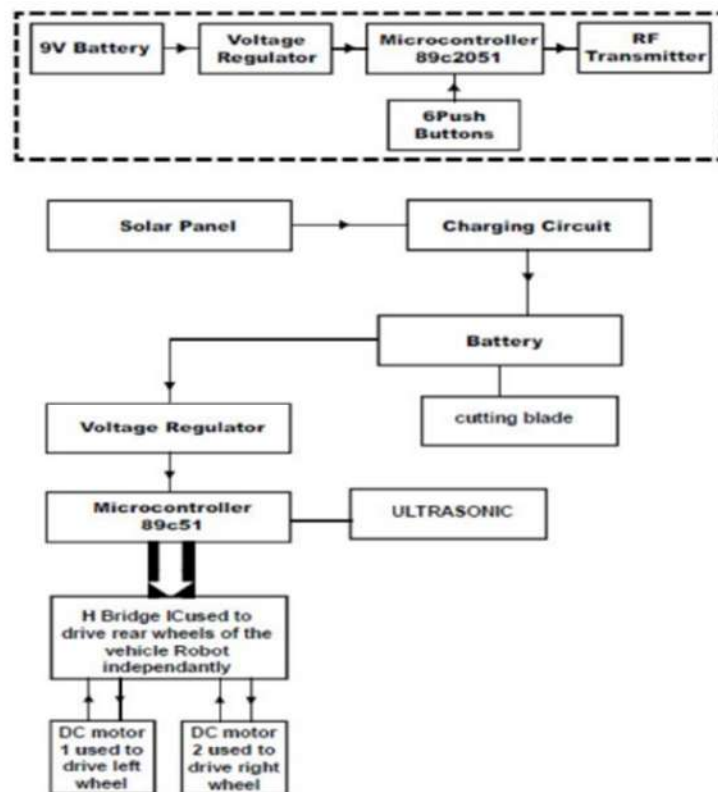 9V Battery
Voltage
Regulator
Microcontroller
89c2051
RF
Transmitter
6Push
Buttons
Solar Panel
Charging Circuit
Battery
cutting blade
Voltage Regulator
Microcontroller
89c51
ULTRASONIC
H Bridge ICused to
drive rear wheels of the
vehicle Robot
independantly
DC motor
1 used to
drive left
wheel
DC motor
2 used to
drive right
wheel